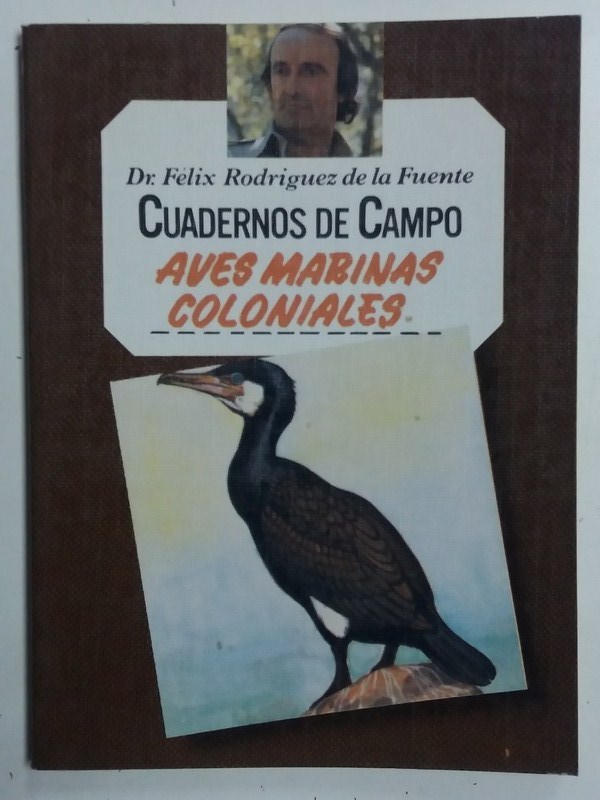 Dr. Félix Rodriguez de la Fuente
CUADERNOS DE CAMPO
AVES MARINAS
COLONIALES